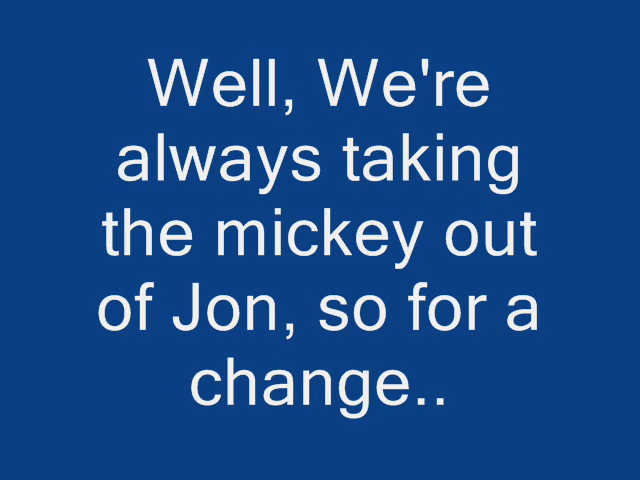 Well, We're
always taking
the mickey out
of Jon, so for a
change..